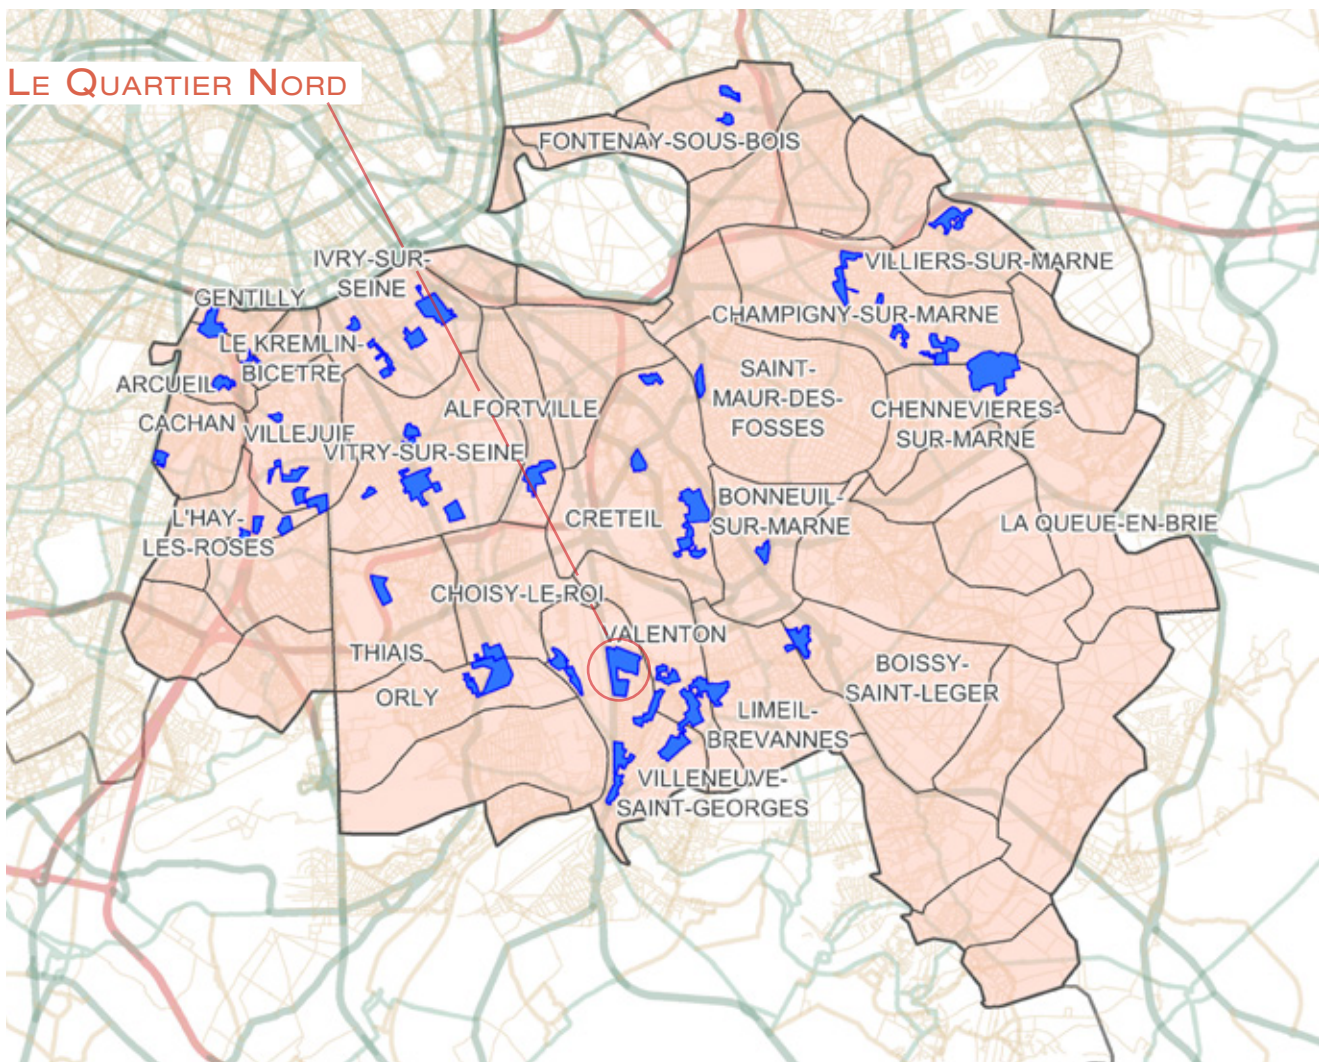 LE QUARTIER NORD
FONTENAY-SOUS-BOIS
IVRY-SUR-
SEINE
VILLIERS-SUR-MARNE
GENTILLY
CHAMPIGNY-SUR-MARNE
LE KREMLIN-
BICETRE
ARCUEIL
SAINT-
MAUR-DES-
FOSSES
ALFORTVILLE
CHENNEVIERES-
SUR-MARNE
CACHAN
VILLEJUIF
VITRY-SUR-SEINE
BONNEUIL-
SUR-MARNE
L'HAY-
LES-ROSES
CRETEIL
LA QUEUE-EN-BRIE
CHOISY-LE-ROI
VALENTON
THIAIS
BOISSY-
SAINT-LEGER
ORLY
LIMEIL-
BREVANNES
VILLENEUVE-
SAINT-GEORGES